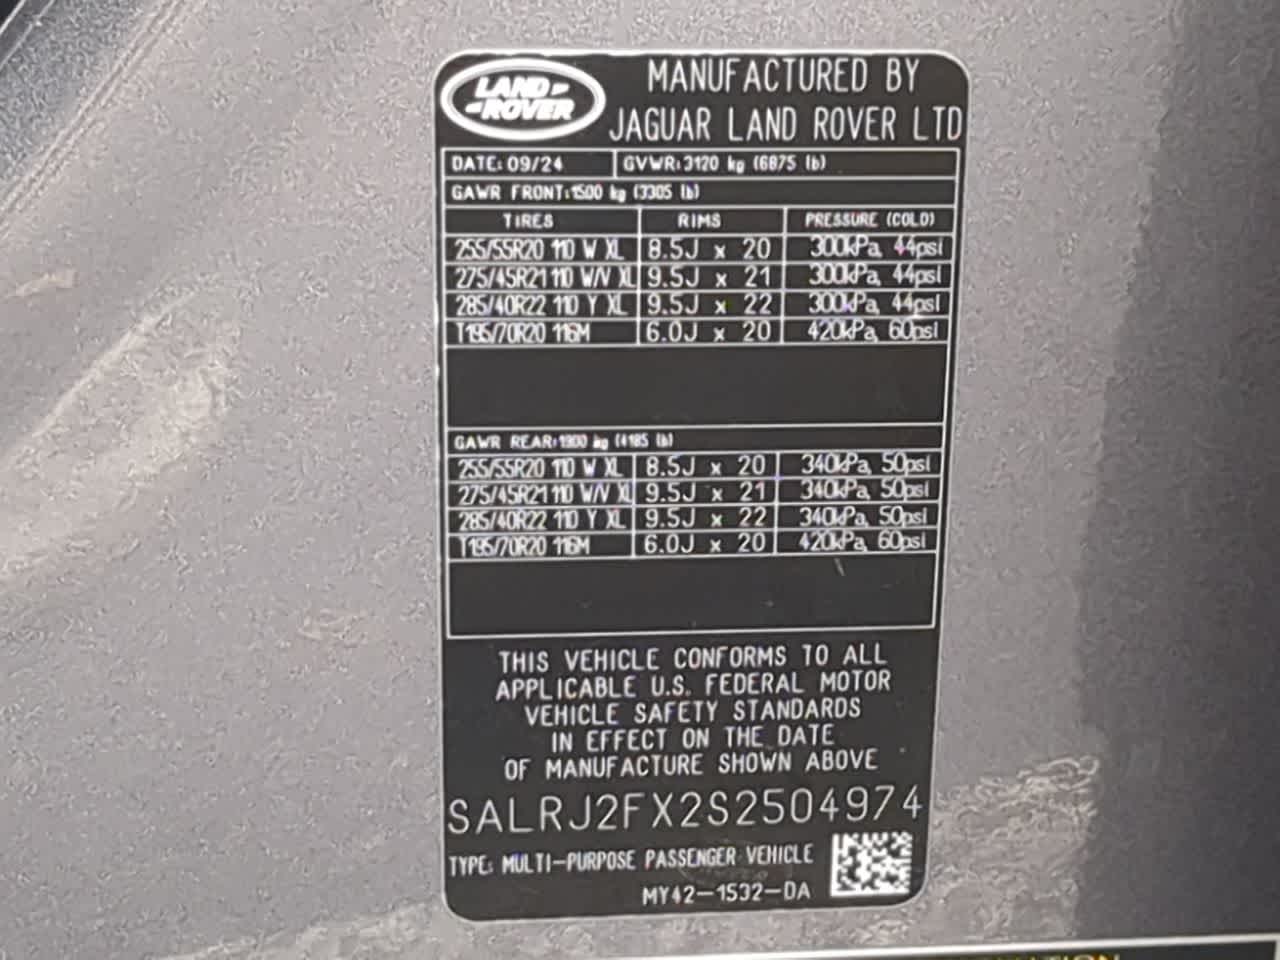 LAND ROVER
MANUFACTURED BY
JAGUAR LAND ROVER LTD
DATE: 09/24 GVWR: 3120 kg (6875 lb)
GAWR FRONT: 1500 kg (3305 lb)
TIRES RIMS PRESSURE (COLD)
255/55R20 110 W XL 8.5J x 20 300kPa, 44psi
275/45R21 110 W/V XL 9.5J x 21 300kPa, 44psi
285/40R22 110 Y XL 9.5J x 22 300kPa, 44psi
T195/70R20 116M 6.0J x 20 420kPa, 60psi
GAWR REAR: 1900 kg (4185 lb)
255/55R20 110 W XL 8.5J x 20 340kPa, 50psi
275/45R21 110 W/V XL 9.5J x 21 340kPa, 50psi
285/40R22 110 Y XL 9.5J x 22 340kPa, 50psi
T195/70R20 116M 6.0J x 20 420kPa, 60psi
THIS VEHICLE CONFORMS TO ALL
APPLICABLE U.S. FEDERAL MOTOR
VEHICLE SAFETY STANDARDS
IN EFFECT ON THE DATE
OF MANUFACTURE SHOWN ABOVE
SALRJ2FX2S2504974
TYPE: MULTI-PURPOSE PASSENGER VEHICLE
MY42-1532-DA